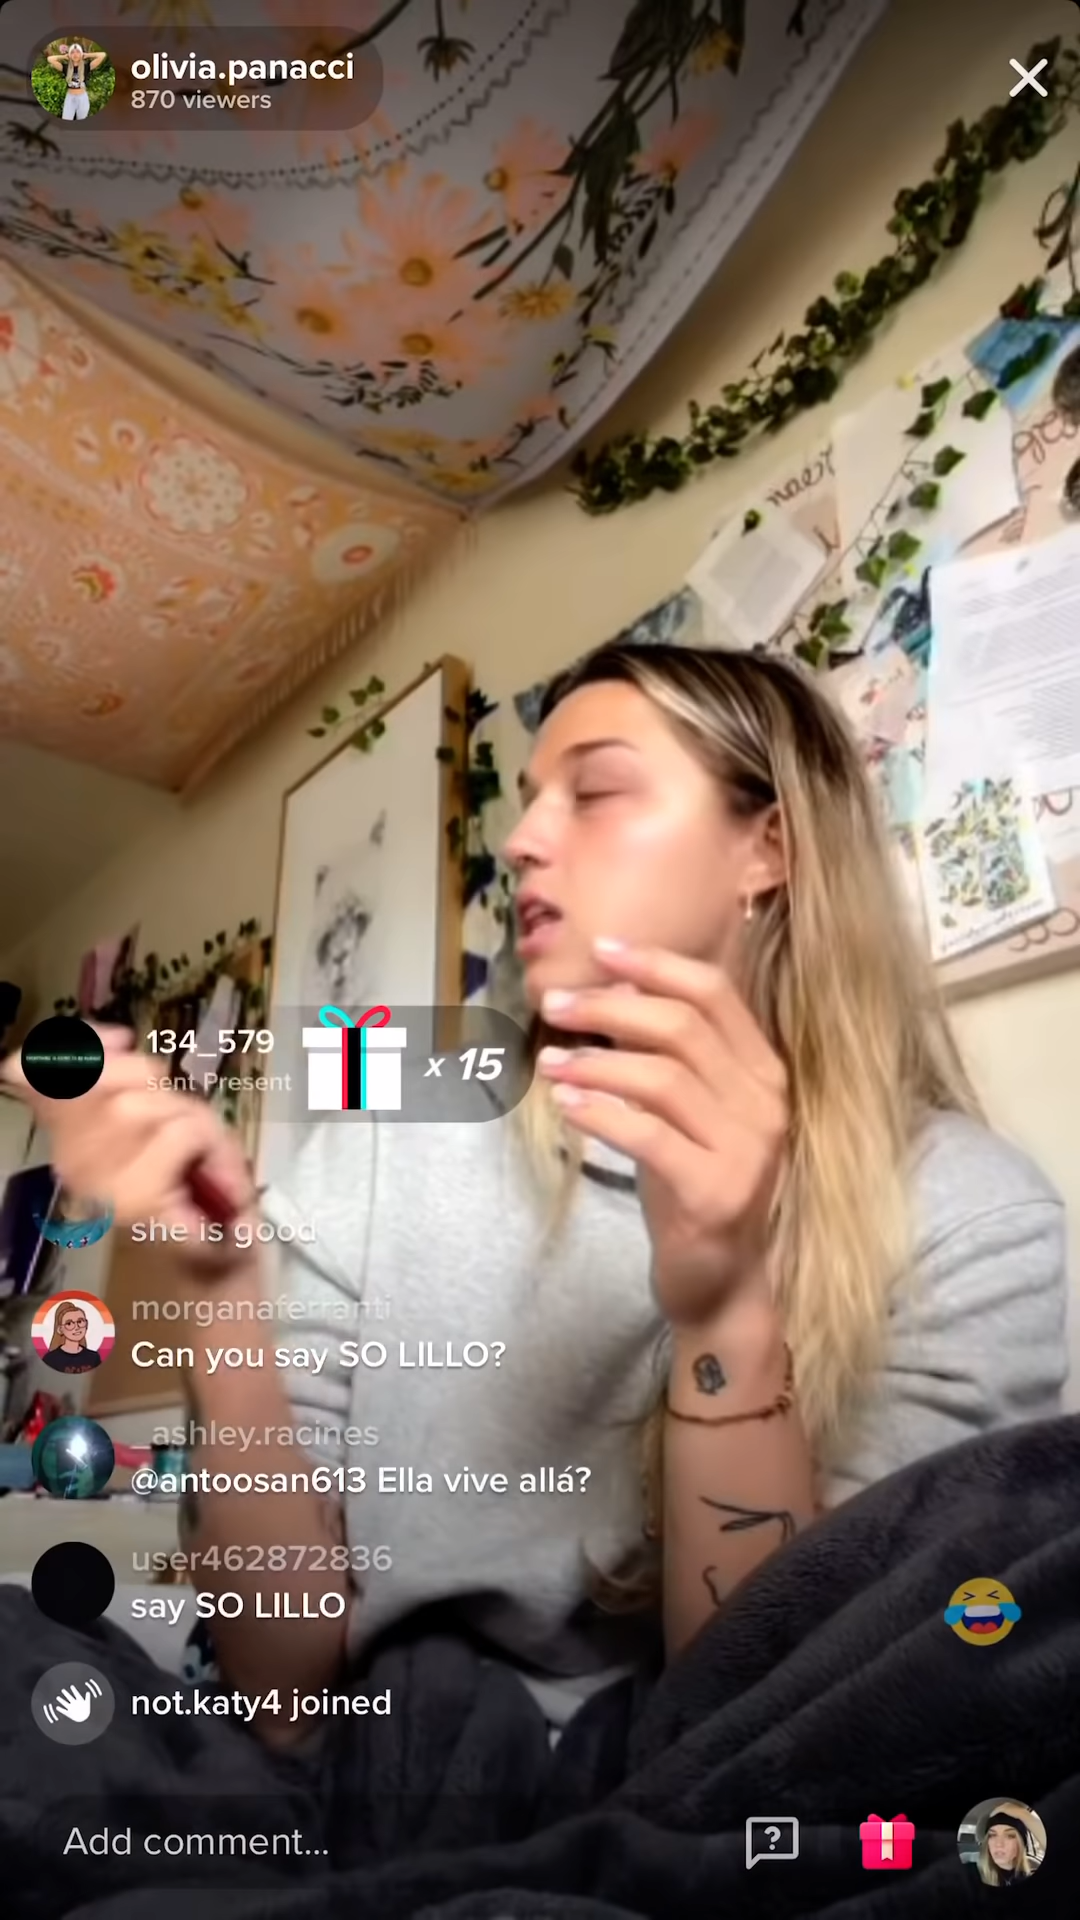 olivia.panacci
870 viewers
134_579
sent Present
x 15
she is good
morganaferranti
Can you say SO LILLO?
ashley.racines
@antoosan613 Ella vive allá?
user462872836
say SO LILLO
not.katy4 joined
Add comment...